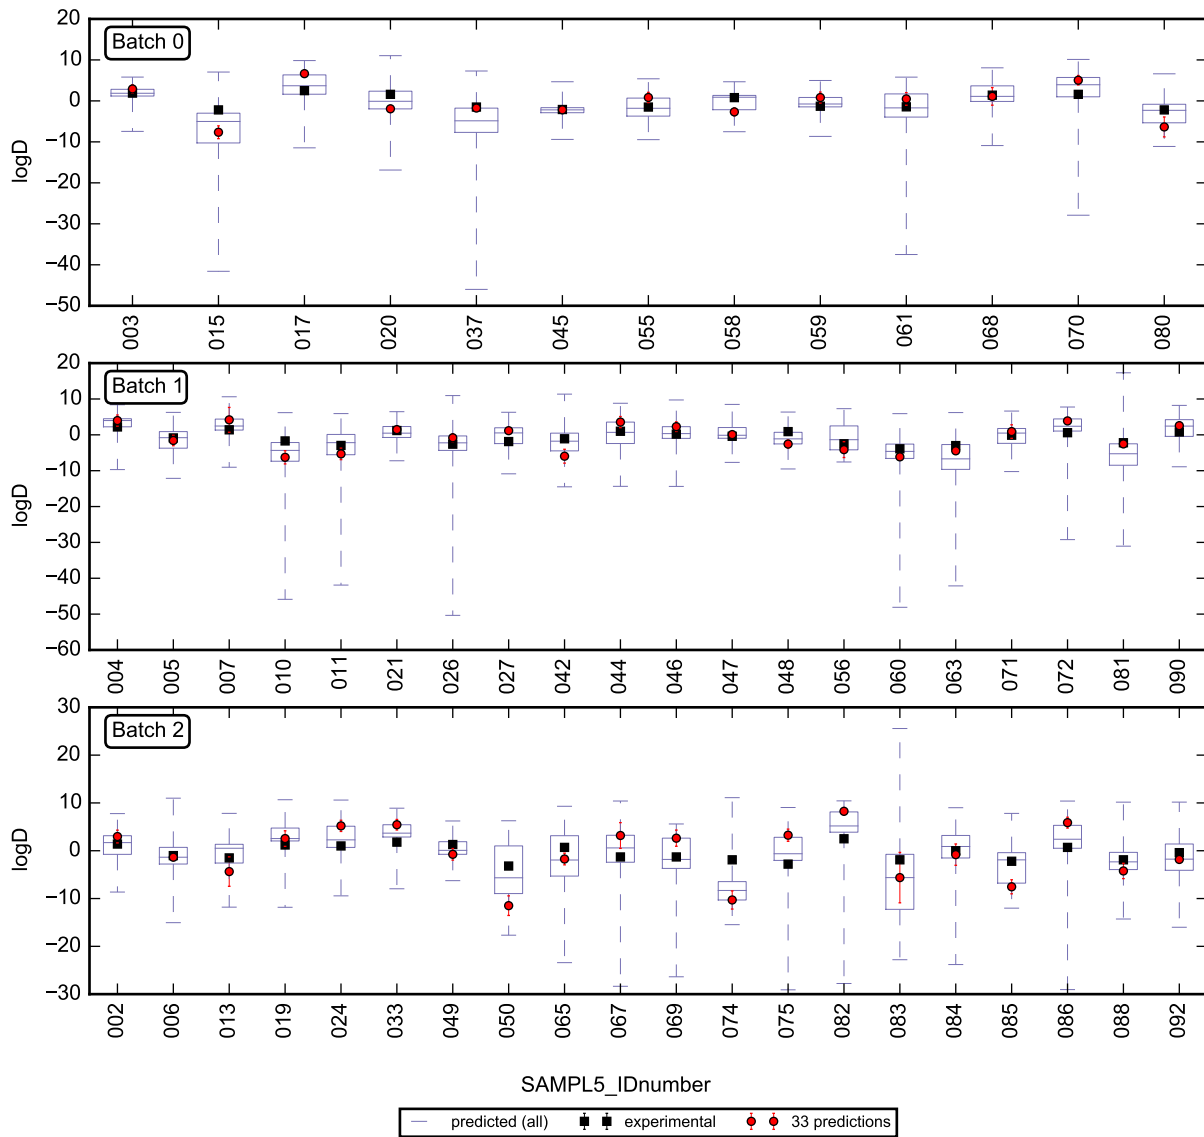 20
Batch 0
10
0
−10
logD
−20
−30
−40
−50
003 015 017 020 037 045 055 058 059 061 068 070 080
20
Batch 1
10
0
−10
logD
−20
−30
−40
−50
−60
004 005 007 010 011 021 026 027 042 044 046 047 048 056 060 063 071 072 081 090
30
Batch 2
20
10
logD
0
−10
−20
−30
002 006 013 019 024 033 049 050 065 067 069 074 075 082 083 084 085 086 088 092
SAMPL5_IDnumber
predicted (all) experimental 33 predictions